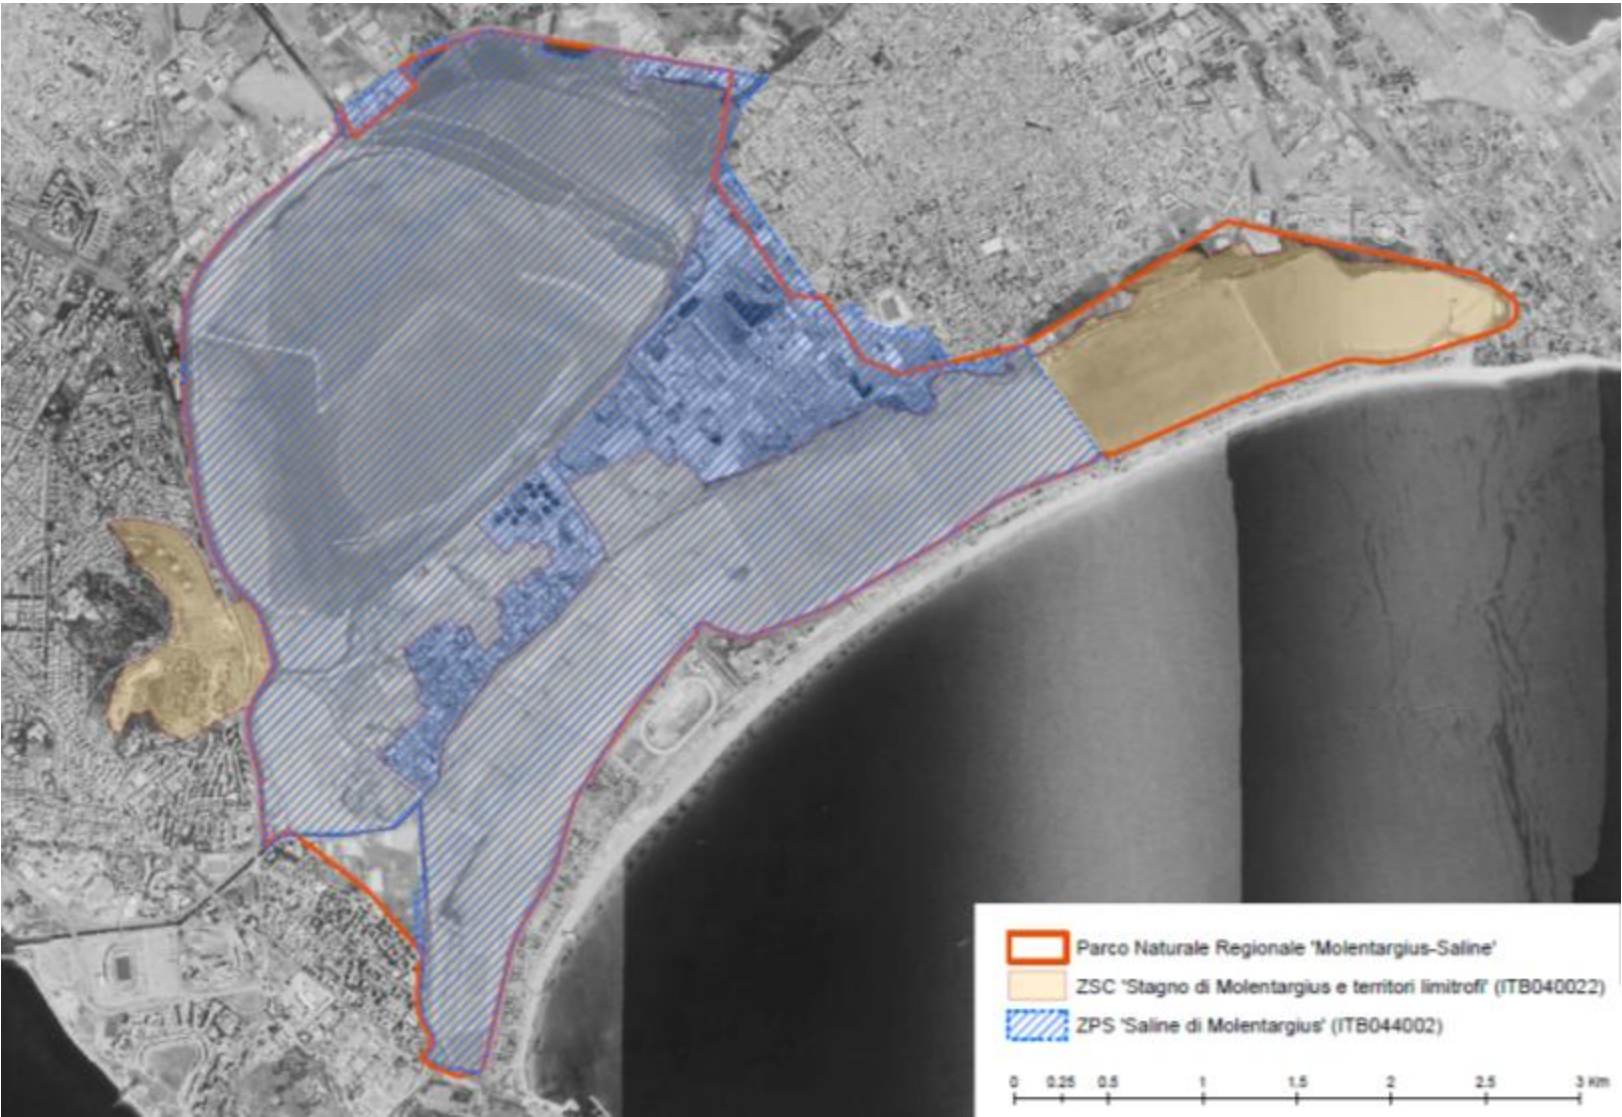 Parco Naturale Regionale 'Molentargius-Saline'
ZSC 'Stagno di Molentargius e territori limitrofi' (ITB040022)
ZPS 'Saline di Molentargius' (ITB044002)
0 0.25 0.5 1 1,5 2 2.5 3 Km